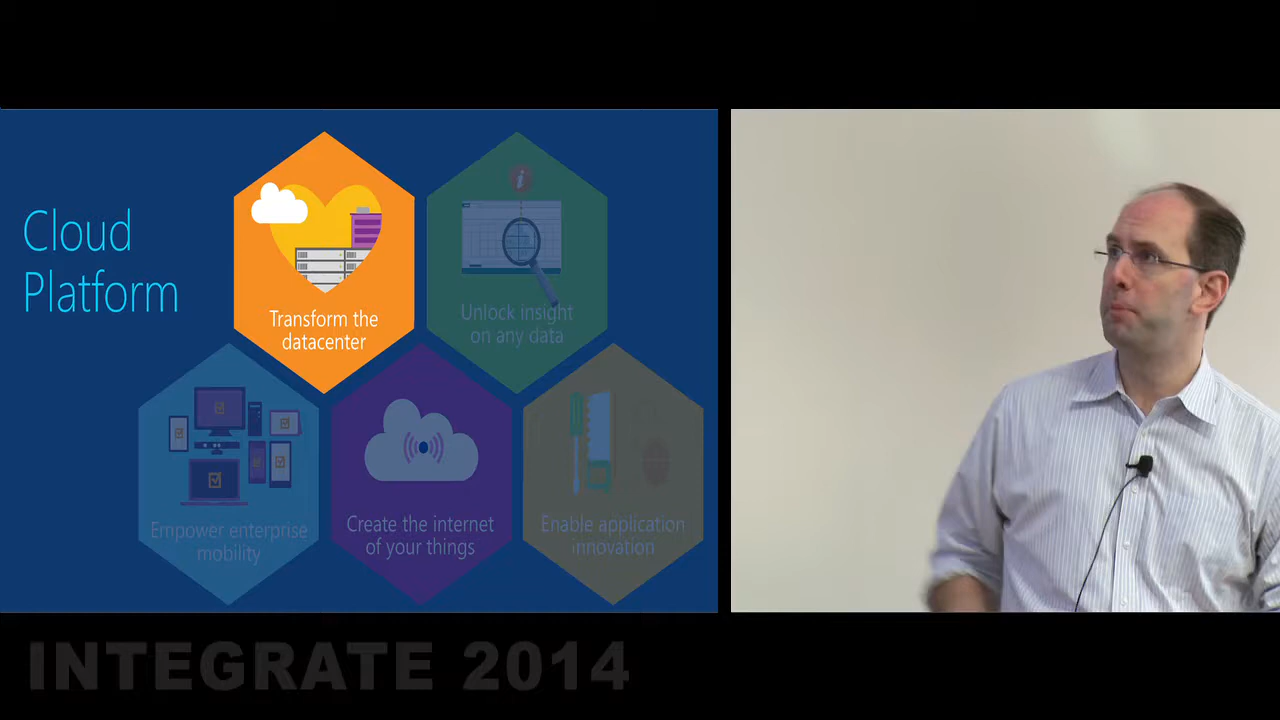 Cloud
Platform
Transform the
datacenter
Unlock insight
on any data
Empower enterprise
mobility
Create the internet
of your things
Enable application
innovation
INTEGRATE 2014